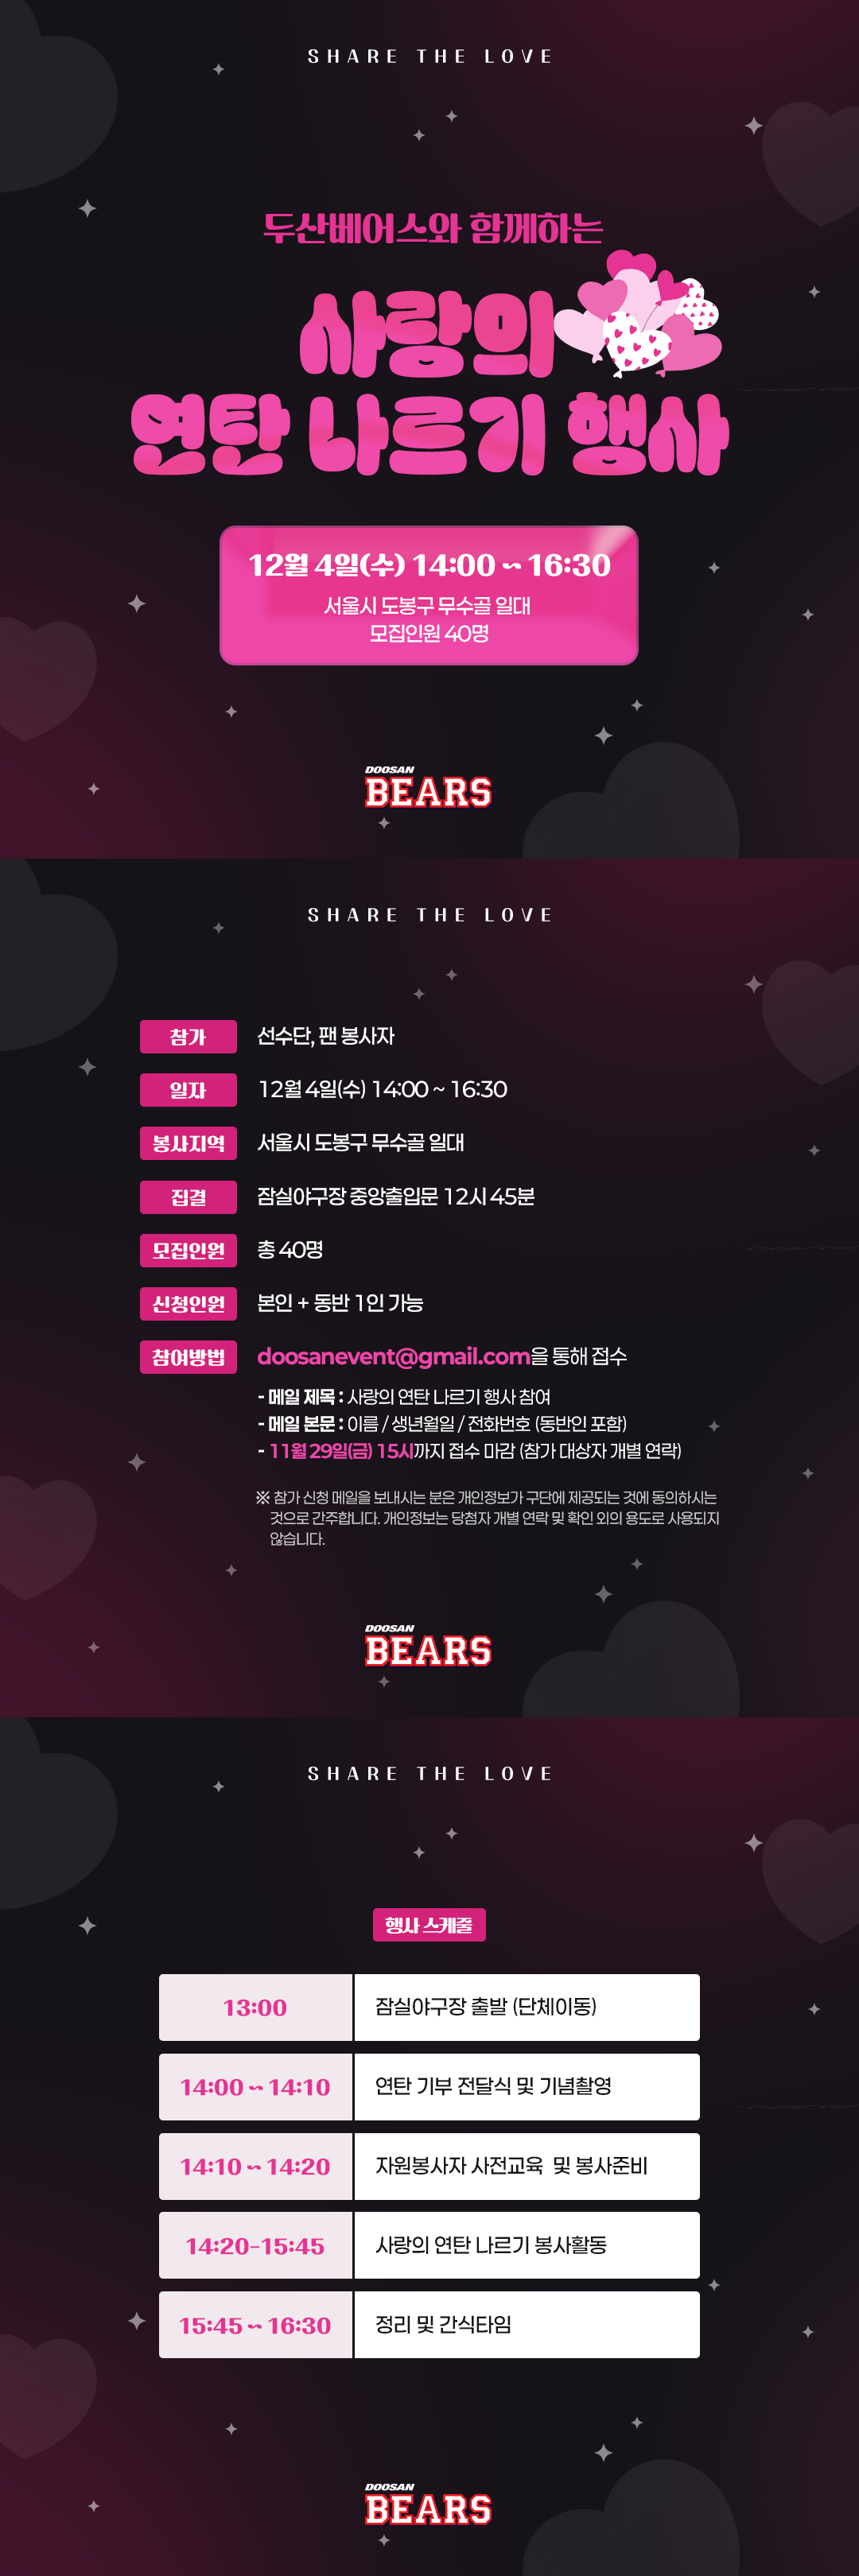 SHARE THE LOVE
두산베어스와 함께하는
사랑의
연탄 나르기 행사
12월 4일(수) 14:00 ~ 16:30
서울시 도봉구 무수골 일대
모집인원 40명
DOOSAN
BEARS
SHARE THE LOVE
참가 선수단, 팬 봉사자
일자 12월 4일(수) 14:00 ~ 16:30
봉사지역 서울시 도봉구 무수골 일대
집결 잠실야구장 중앙출입문 12시 45분
모집인원 총 40명
신청인원 본인 + 동반 1인 가능
참여방법 doosanevent@gmail.com을 통해 접수
- 메일 제목 : 사랑의 연탄 나르기 행사 참여
- 메일 본문 : 이름 / 생년월일 / 전화번호 (동반인 포함)
- 11월 29일(금) 15시까지 접수 마감 (참가 대상자 개별 연락)
※ 참가 신청 메일을 보내시는 분은 개인정보가 구단에 제공되는 것에 동의하시는
것으로 간주합니다. 개인정보는 당첨자 개별 연락 및 확인 외의 용도로 사용되지
않습니다.
DOOSAN
BEARS
SHARE THE LOVE
행사 스케줄
13:00 잠실야구장 출발 (단체이동)
14:00 ~ 14:10 연탄 기부 전달식 및 기념촬영
14:10 ~ 14:20 자원봉사자 사전교육 및 봉사준비
14:20-15:45 사랑의 연탄 나르기 봉사활동
15:45 ~ 16:30 정리 및 간식타임
DOOSAN
BEARS